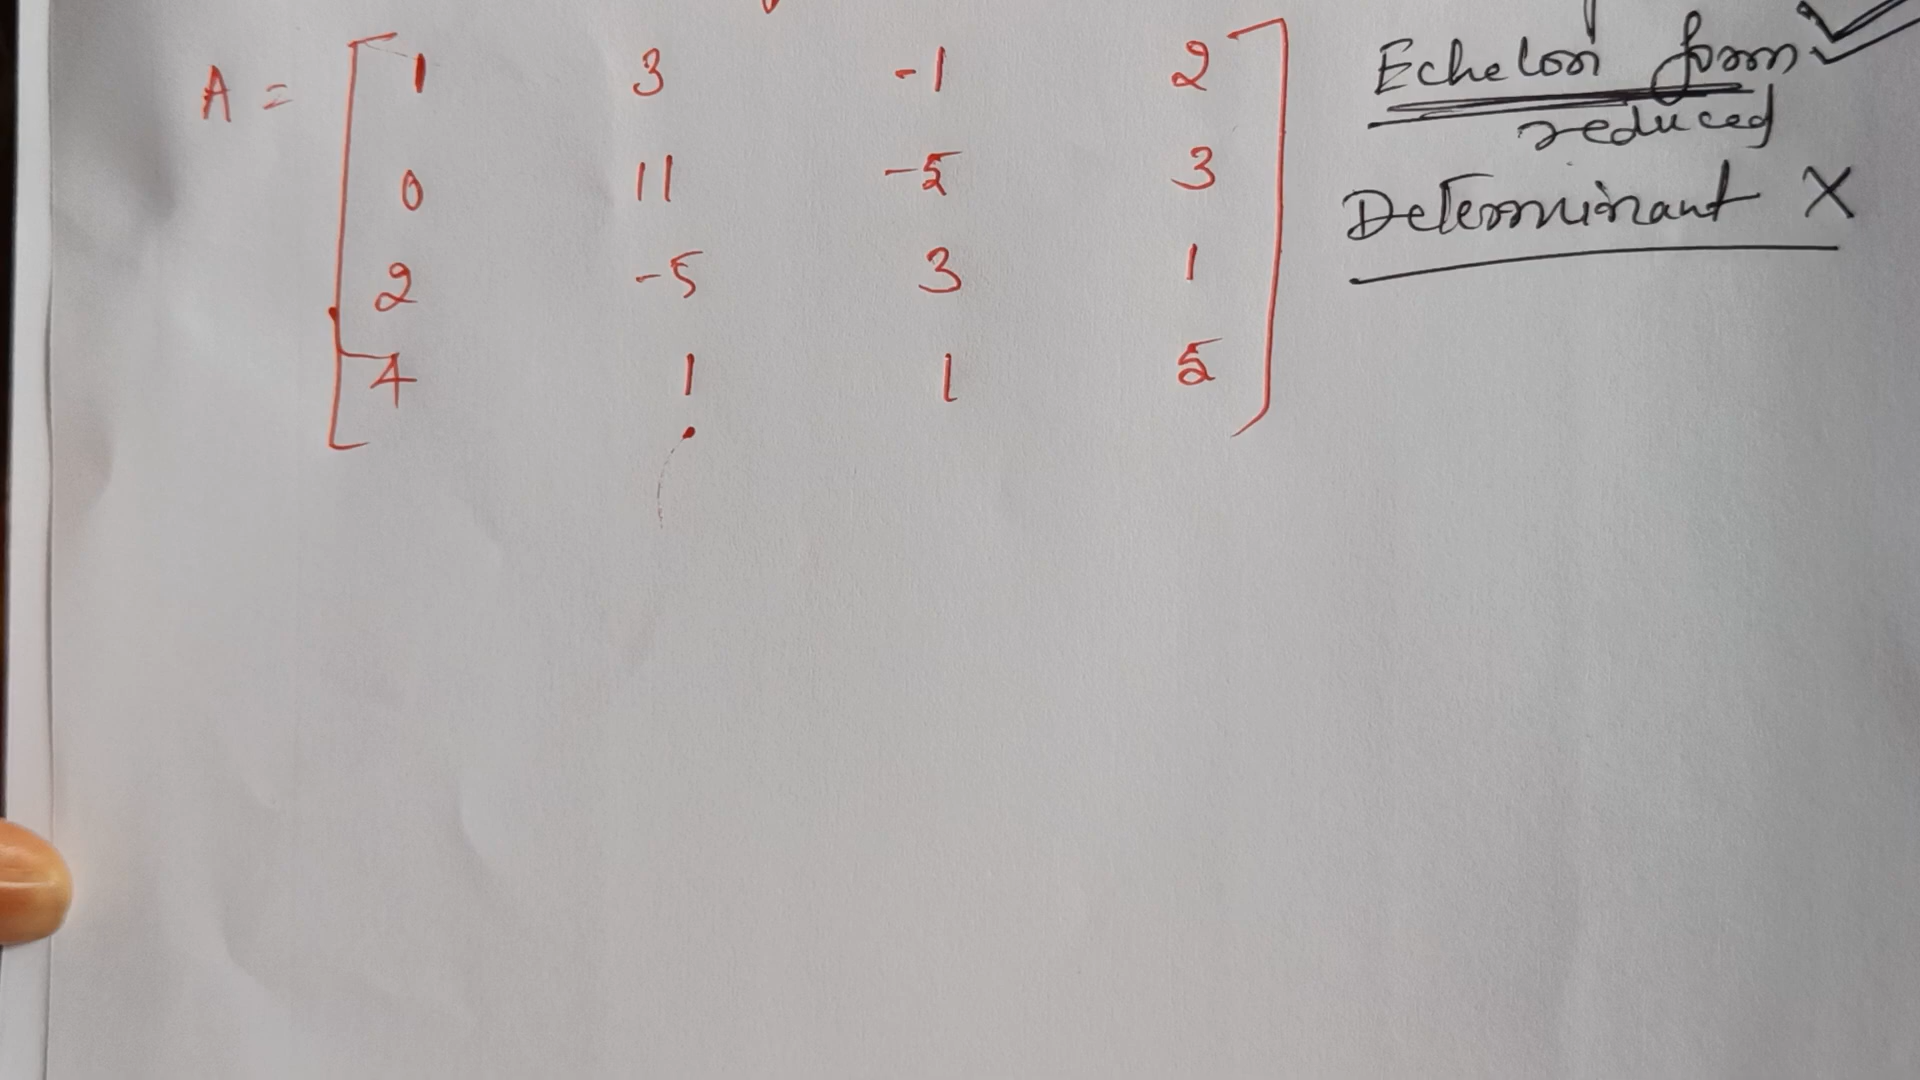 A = [ 1 3 -1 2 ]
0 11 -5 3
2 -5 3 1
4 1 1 5
Echelon form
reduced
Determinant X